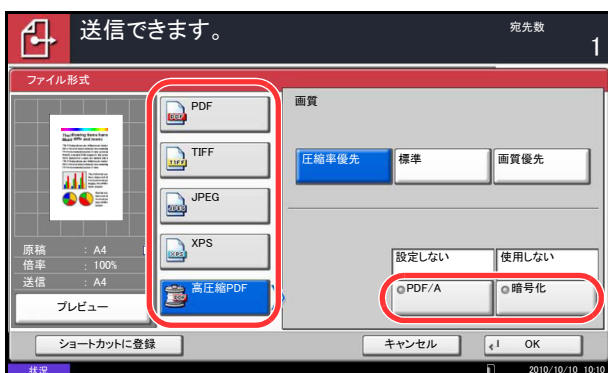 送信できます。
宛先数
1
ファイル形式
PDF
TIFF
JPEG
XPS
高圧縮PDF
画質
圧縮率優先
標準
画質優先
原稿 : A4
倍率 : 100%
送信 : A4
プレビュー
設定しない
使用しない
PDF/A
暗号化
ショートカットに登録
キャンセル
OK
状況
2010/10/10 10:10